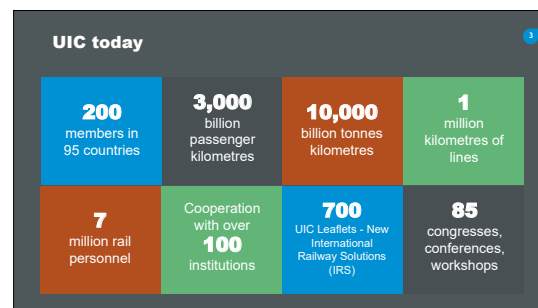 UIC today
3
200
members in
95 countries
3,000
billion
passenger
kilometres
10,000
billion tonnes
kilometres
1
million
kilometres of
lines
7
million rail
personnel
Cooperation
with over
100
institutions
700
UIC Leaflets - New
International
Railway Solutions
(IRS)
85
congresses,
conferences,
workshops